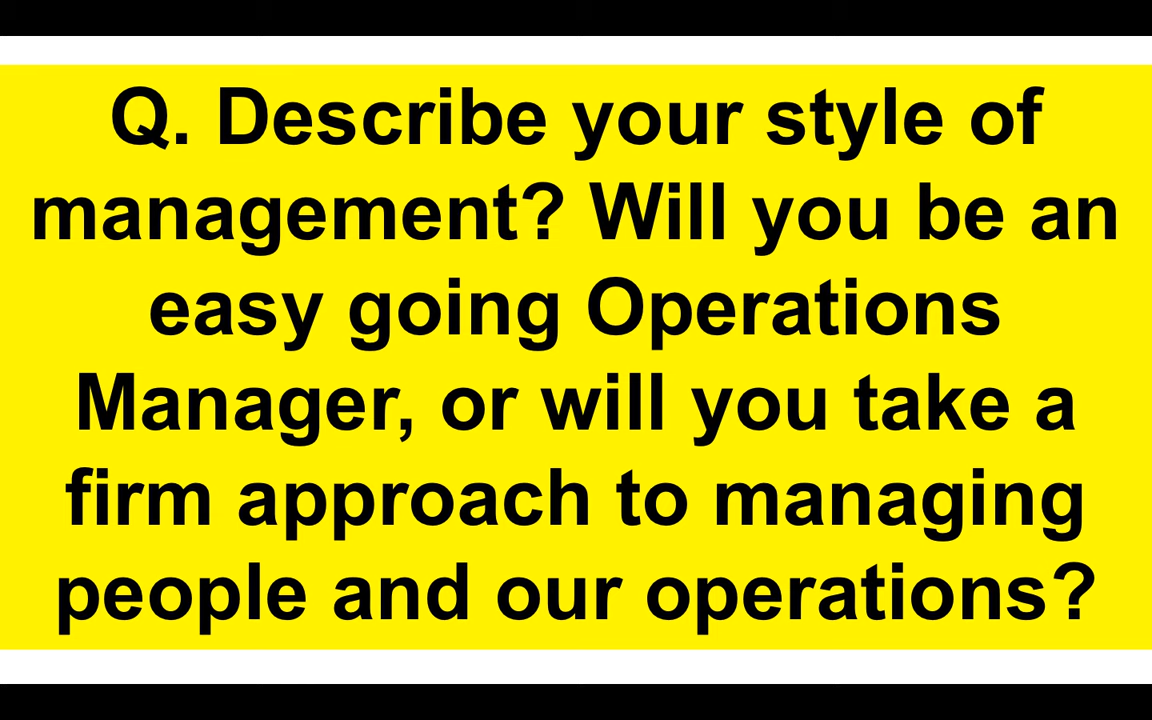 Q. Describe your style of
management? Will you be an
easy going Operations
Manager, or will you take a
firm approach to managing
people and our operations?